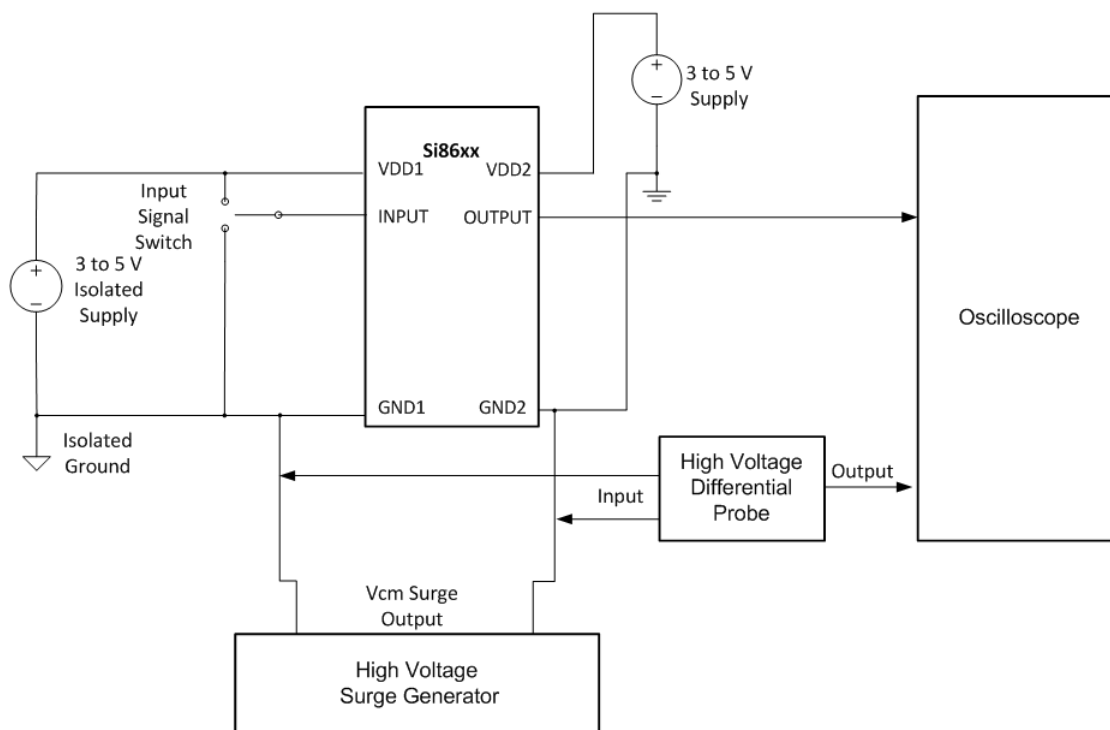 3 to 5 V
Supply
Si86xx
VDD1
VDD2
Input
Signal
Switch
INPUT
OUTPUT
3 to 5 V
Isolated
Supply
Oscilloscope
GND1
GND2
Isolated
Ground
High Voltage
Differential
Probe
Output
Input
Vcm Surge
Output
High Voltage
Surge Generator
+
−
+
−